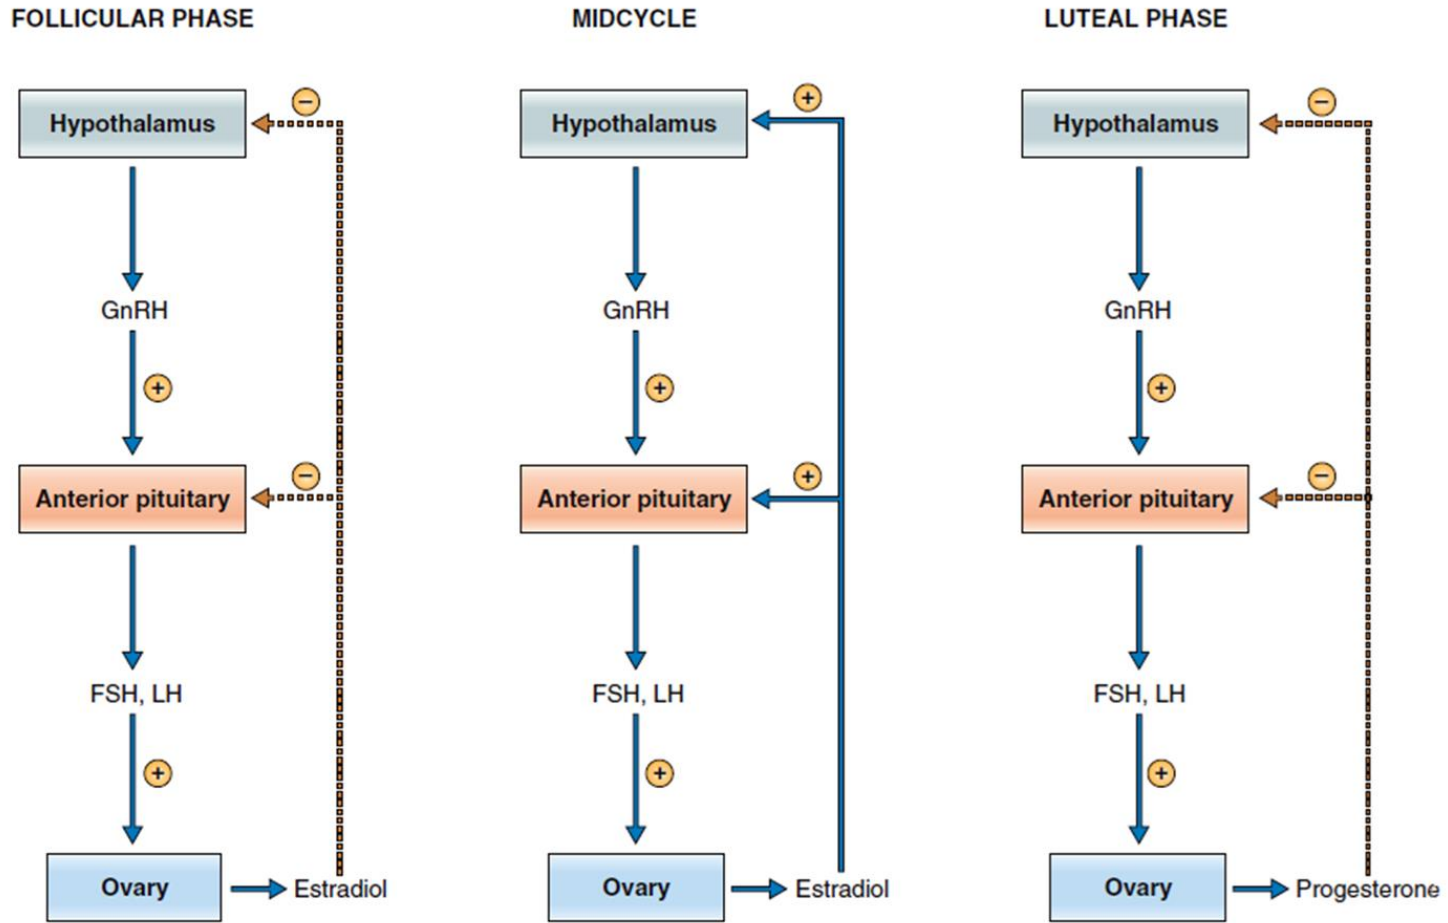 FOLLICULAR PHASE
Hypothalamus
−
GnRH
+
Anterior pituitary
−
FSH, LH
+
Ovary
Estradiol
MIDCYCLE
Hypothalamus
+
GnRH
+
Anterior pituitary
+
FSH, LH
+
Ovary
Estradiol
LUTEAL PHASE
Hypothalamus
−
GnRH
+
Anterior pituitary
−
FSH, LH
+
Ovary
Progesterone